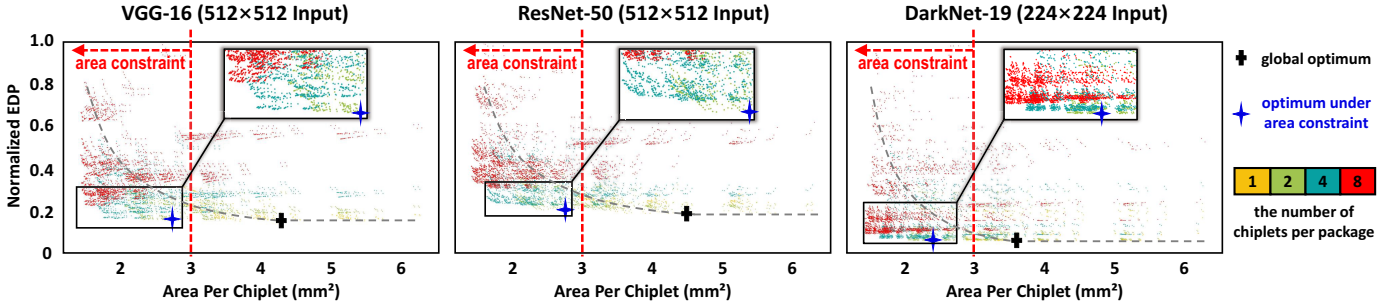 VGG-16 (512×512 Input)
ResNet-50 (512×512 Input)
DarkNet-19 (224×224 Input)
Normalized EDP
1.0
0.8
0.6
0.4
0.2
0
area constraint
area constraint
area constraint
2 3 4 5 6
2 3 4 5 6
2 3 4 5 6
Area Per Chiplet (mm²)
Area Per Chiplet (mm²)
Area Per Chiplet (mm²)
global optimum
optimum under
area constraint
1 2 4 8
the number of
chiplets per package